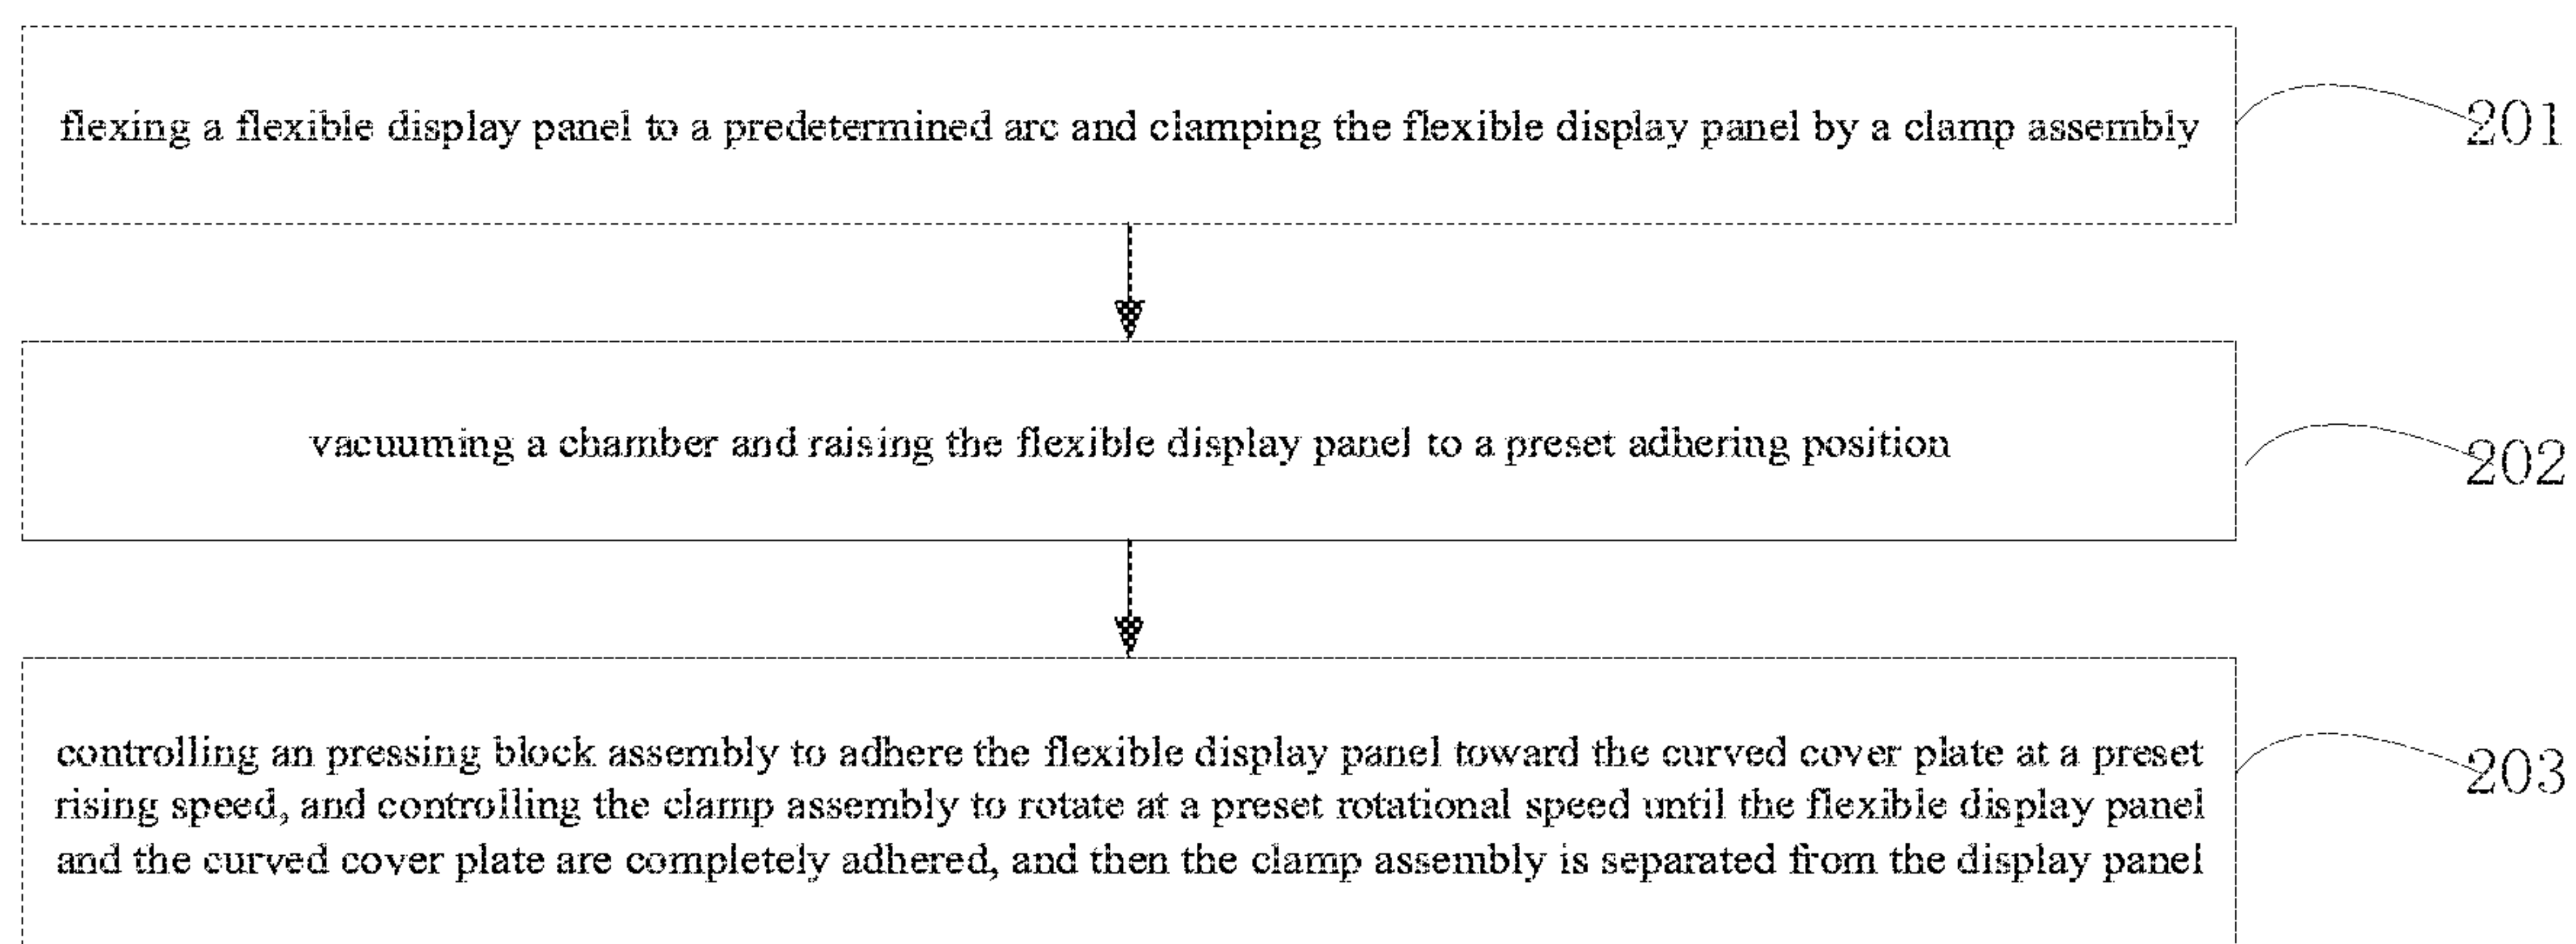 flexing a flexible display panel to a predetermined arc and clamping the flexible display panel by a clamp assembly
201
vacuuming a chamber and raising the flexible display panel to a preset adhering position
202
controlling an pressing block assembly to adhere the flexible display panel toward the curved cover plate at a preset
rising speed, and controlling the clamp assembly to rotate at a preset rotational speed until the flexible display panel
and the curved cover plate are completely adhered, and then the clamp assembly is separated from the display panel
203